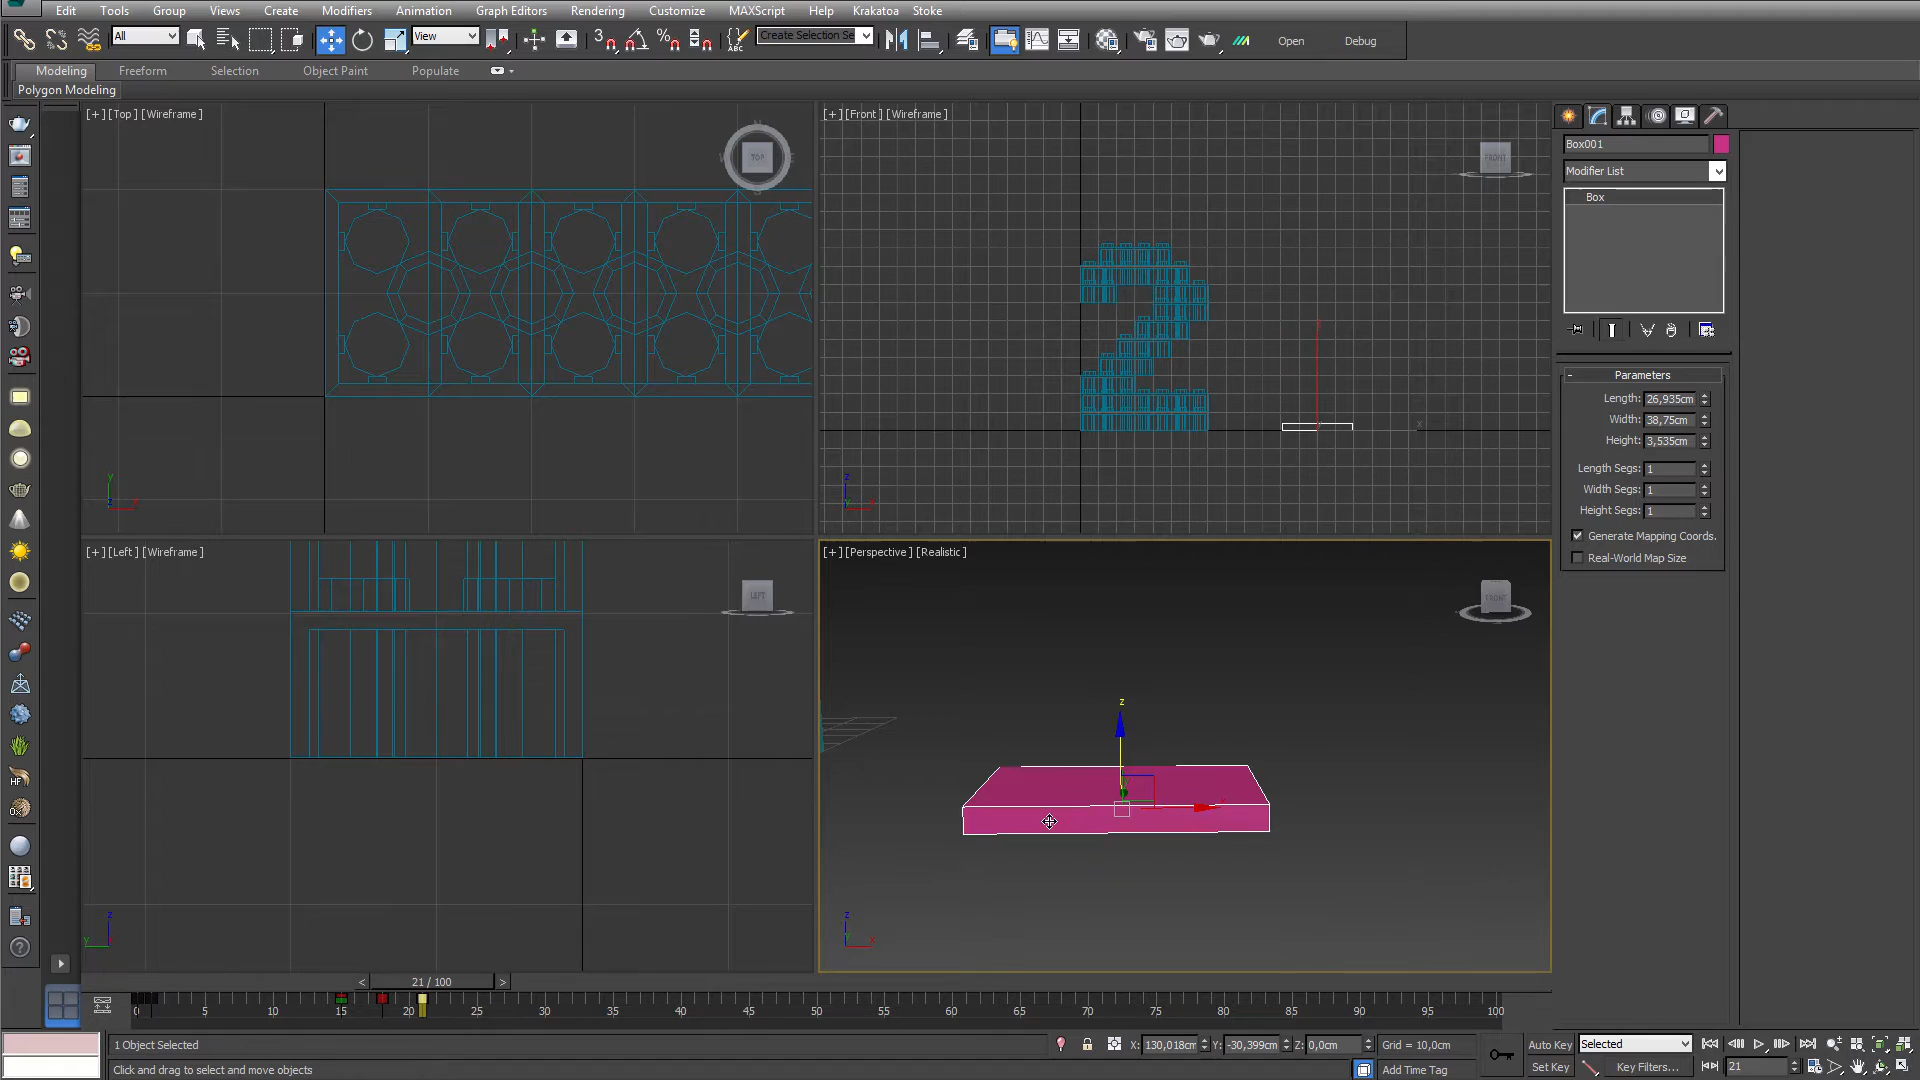 Edit Tools Group Views Create Modifiers Animation Graph Editors Rendering Customize MAXScript Help Krakatoa Stoke
All View Create Selection Se Open Debug
Modeling Freeform Selection Object Paint Populate
Polygon Modeling
[+] [Top] [Wireframe]
TOP
[+] [Front] [Wireframe]
FRONT
Box001
Modifier List
Box
Parameters
Length: 26,935cm
Width: 38,75cm
Height: 3,535cm
Length Segs: 1
Width Segs: 1
Height Segs: 1
Generate Mapping Coords.
Real-World Map Size
[+] [Left] [Wireframe]
LEFT
[+] [Perspective] [Realistic]
FRONT
HF
z
x
< 21 / 100 >
0 5 10 15 20 25 30 35 40 45 50 55 60 65 70 75 80 85 90 95 100
1 Object Selected
X: 130,018cm Y: -30,399cm Z: 0,0cm Grid = 10,0cm Auto Key Selected
Click and drag to select and move objects
Add Time Tag Set Key Key Filters... 21